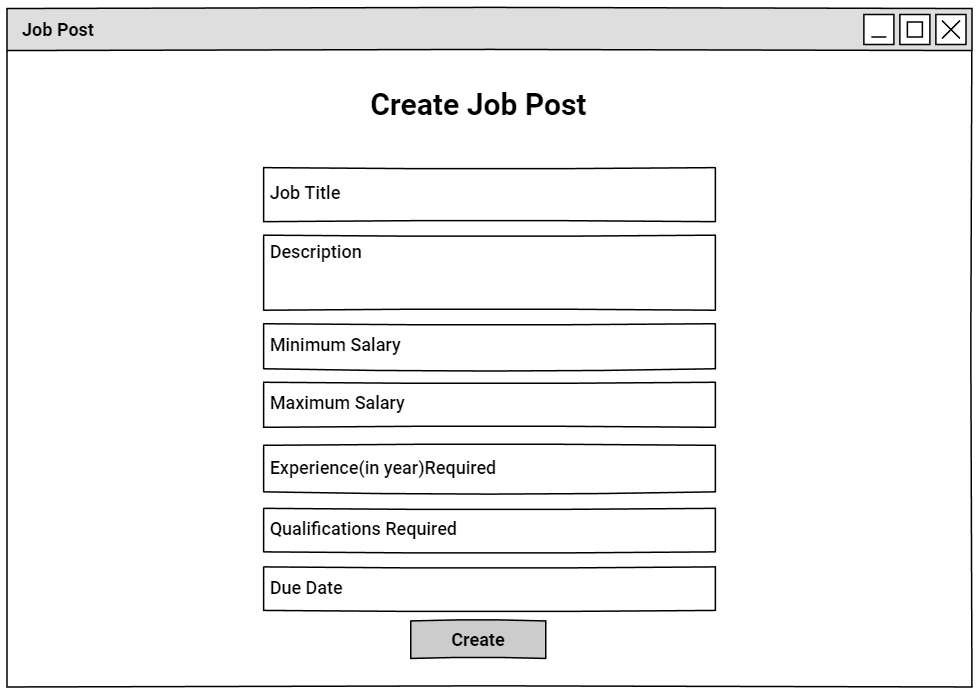 Job Post
Create Job Post
Job Title
Description
Minimum Salary
Maximum Salary
Experience(in year)Required
Qualifications Required
Due Date
Create